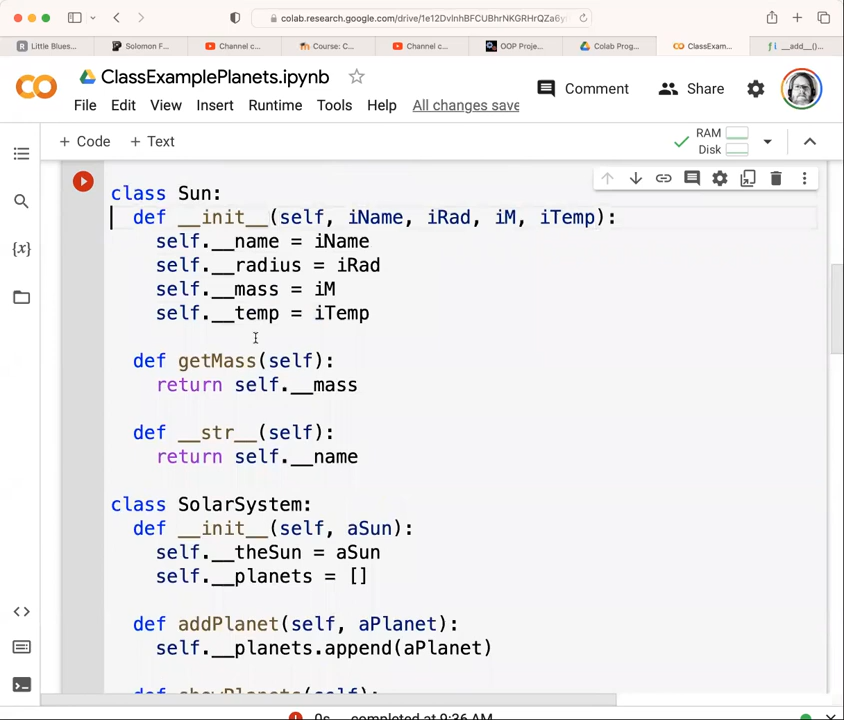 colab.research.google.com/drive/1e12DvlnhBFCUBhrNKGRHrQZa6y
Little Blues...
Solomon F...
Channel c...
Course: C...
Channel c...
OOP Proje...
Colab Prog...
ClassExam...
__add__()...
ClassExamplePlanets.ipynb
Comment
Share
File Edit View Insert Runtime Tools Help All changes save
+ Code + Text
RAM
Disk
class Sun:
def __init__(self, iName, iRad, iM, iTemp):
self.__name = iName
self.__radius = iRad
self.__mass = iM
self.__temp = iTemp
def getMass(self):
return self.__mass
def __str__(self):
return self.__name
class SolarSystem:
def __init__(self, aSun):
self.__theSun = aSun
self.__planets = []
def addPlanet(self, aPlanet):
self.__planets.append(aPlanet)
def showPlanets(self):
{x}
0s completed at 9:36 AM